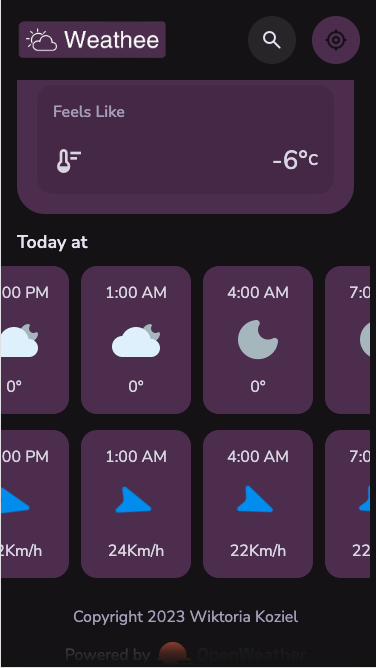 Weathee
Feels Like
-6°C
Today at
00 PM 1:00 AM 4:00 AM 7:0
0° 0° 0°
00 PM 1:00 AM 4:00 AM 7:0
2Km/h 24Km/h 22Km/h 22
Copyright 2023 Wiktoria Koziel
Powered by OpenWeather